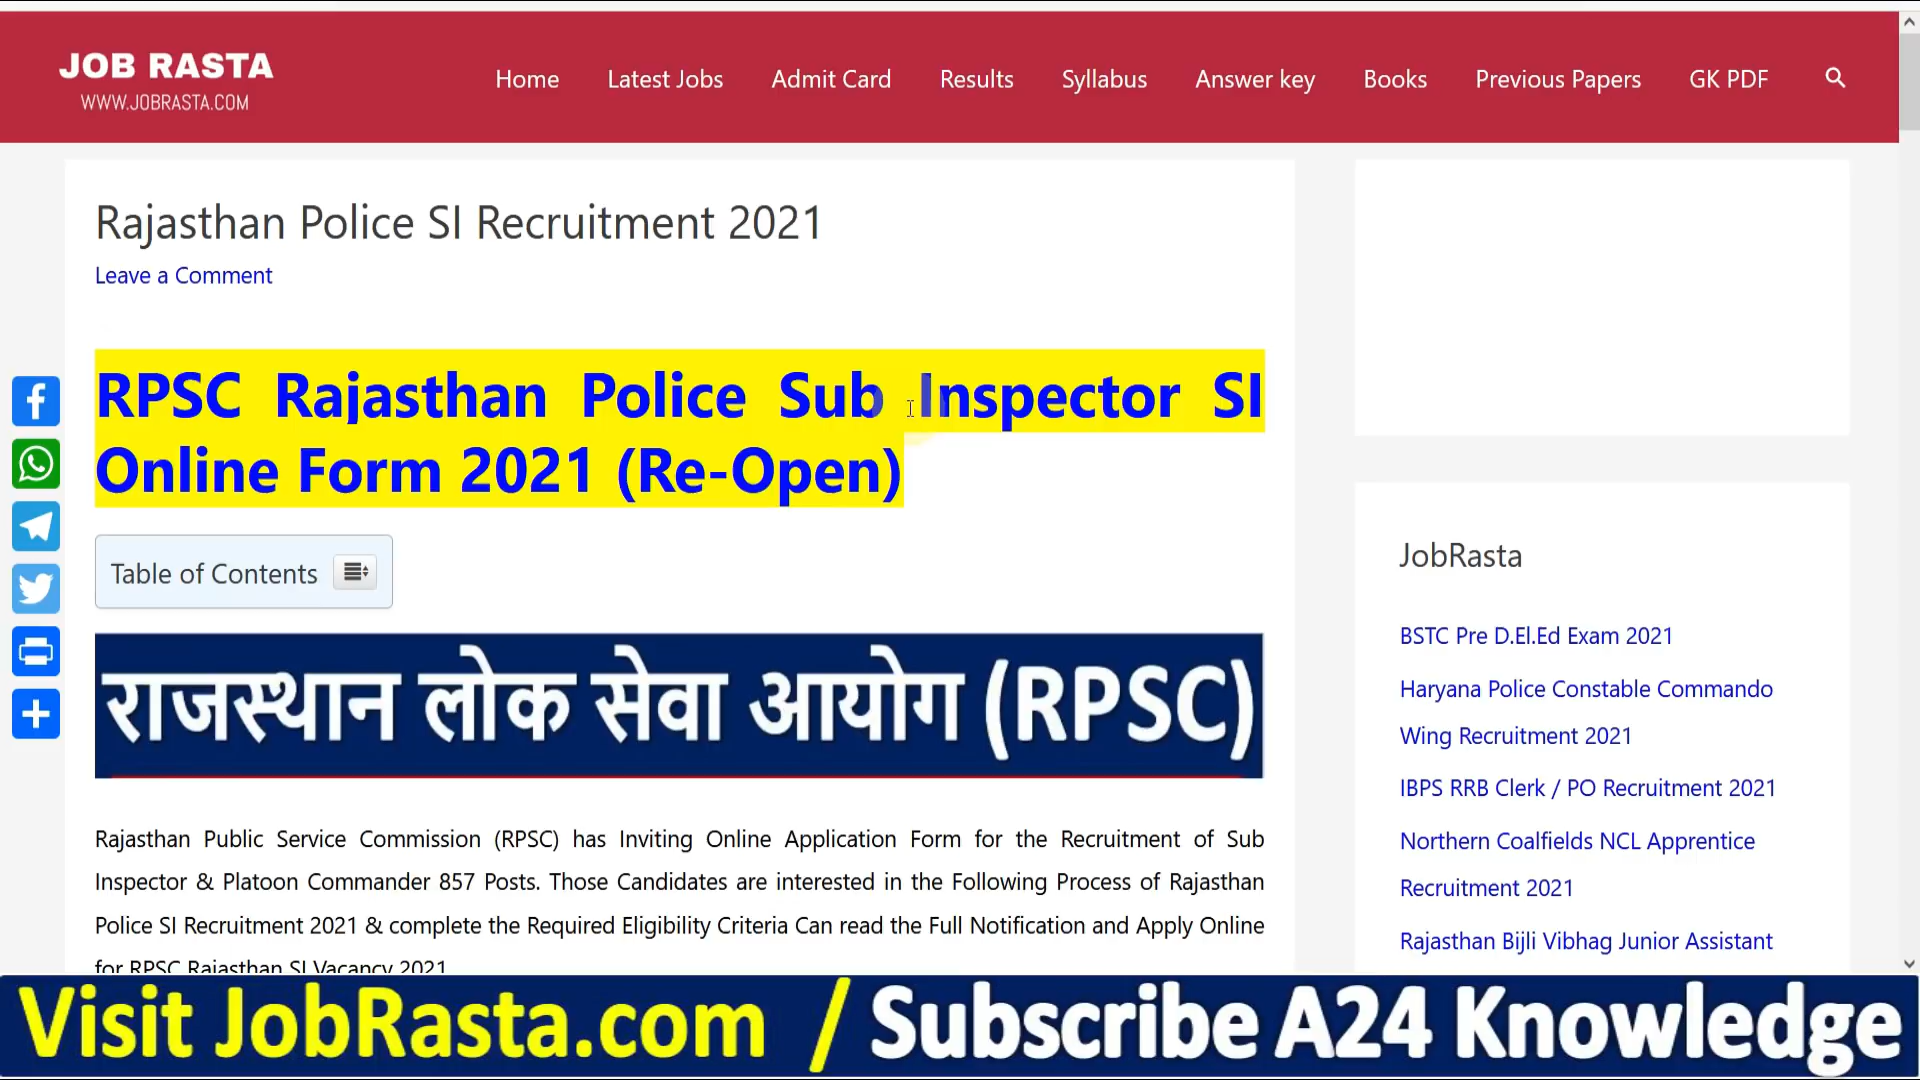 JOB RASTA
WWW.JOBRASTA.COM
Home Latest Jobs Admit Card Results Syllabus Answer key Books Previous Papers GK PDF
Rajasthan Police SI Recruitment 2021
Leave a Comment
RPSC Rajasthan Police Sub Inspector SI
Online Form 2021 (Re-Open)
Table of Contents
राजस्थान लोक सेवा आयोग (RPSC)
Rajasthan Public Service Commission (RPSC) has Inviting Online Application Form for the Recruitment of Sub
Inspector & Platoon Commander 857 Posts. Those Candidates are interested in the Following Process of Rajasthan
Police SI Recruitment 2021 & complete the Required Eligibility Criteria Can read the Full Notification and Apply Online
for RPSC Rajasthan SI Vacancy 2021
JobRasta
BSTC Pre D.El.Ed Exam 2021
Haryana Police Constable Commando
Wing Recruitment 2021
IBPS RRB Clerk / PO Recruitment 2021
Northern Coalfields NCL Apprentice
Recruitment 2021
Rajasthan Bijli Vibhag Junior Assistant
Visit JobRasta.com / Subscribe A24 Knowledge